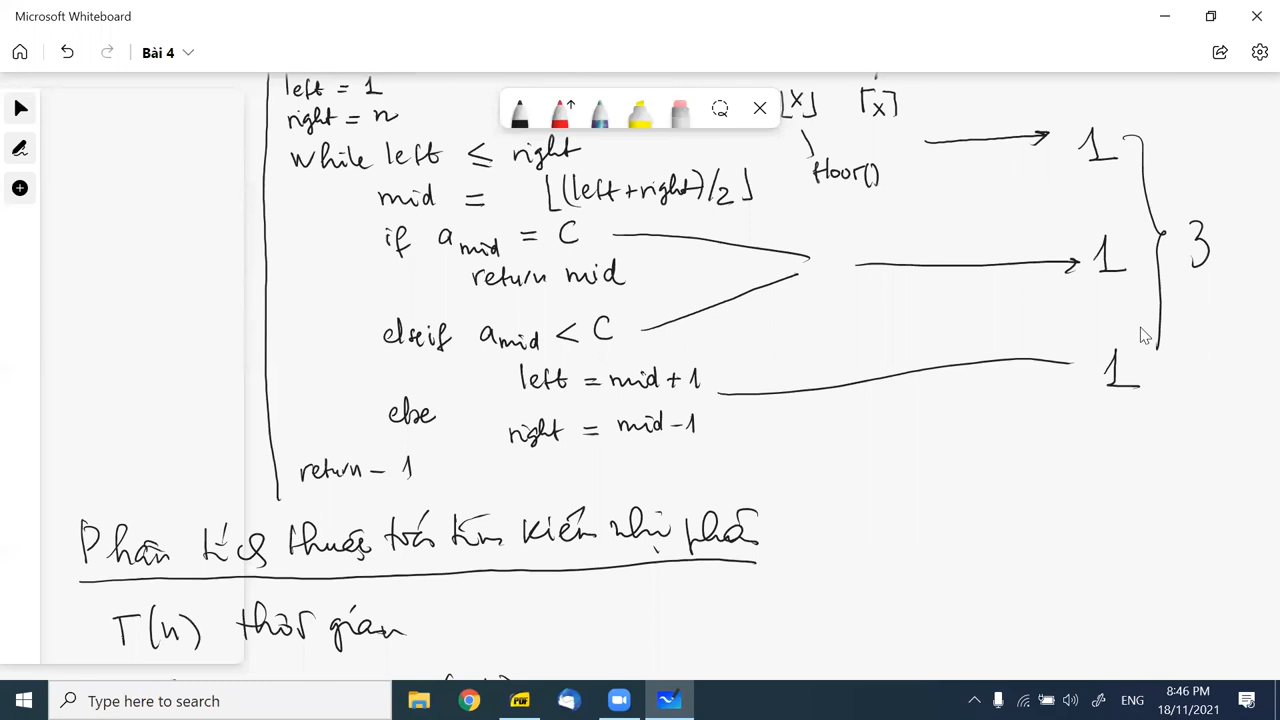 Microsoft Whiteboard
Bài 4
left = 1
right = n
⌊x⌋ ⌈x⌉
while left ≤ right → 1
floor()
mid = ⌊(left+right)/2⌋
if a_mid = C → 1 } 3
return mid
elseif a_mid < C
left = mid + 1 1
else
right = mid - 1
return - 1
Phân tích thuật toán tìm kiếm nhị phân
T(n) thời gian
Type here to search
PDF
ENG
8:46 PM
18/11/2021